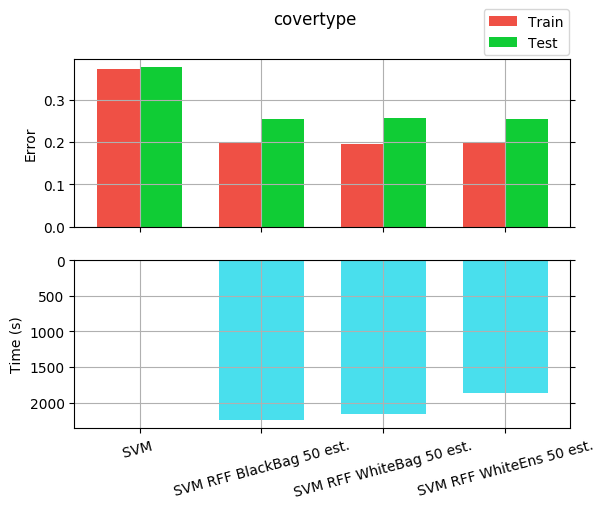 covertype
Train
Test
Error
0.3
0.2
0.1
0.0
Time (s)
0
500
1000
1500
2000
SVM
SVM RFF BlackBag 50 est.
SVM RFF WhiteBag 50 est.
SVM RFF WhiteEns 50 est.